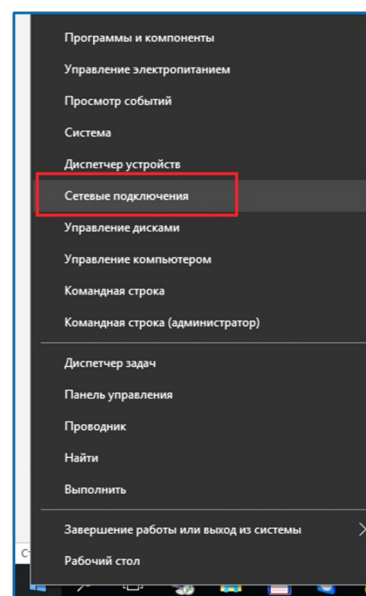 Программы и компоненты
Управление электропитанием
Просмотр событий
Система
Диспетчер устройств
Сетевые подключения
Управление дисками
Управление компьютером
Командная строка
Командная строка (администратор)
Диспетчер задач
Панель управления
Проводник
Найти
Выполнить
Завершение работы или выход из системы
Рабочий стол